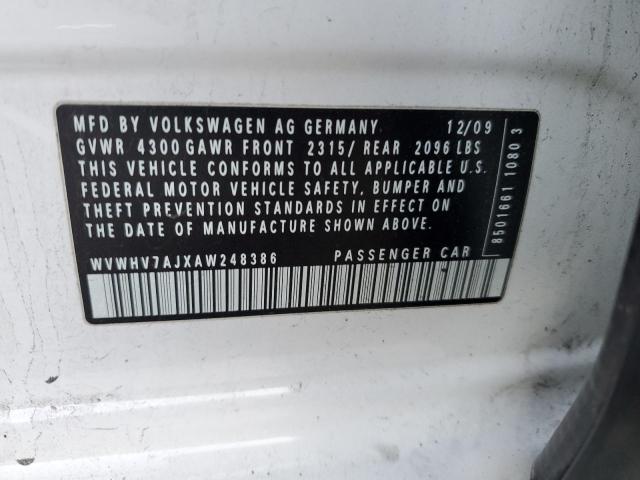 MFD BY VOLKSWAGEN AG GERMANY 12/09
GVWR 4300 GAWR FRONT 2315/ REAR 2096 LBS
THIS VEHICLE CONFORMS TO ALL APPLICABLE U.S.
FEDERAL MOTOR VEHICLE SAFETY, BUMPER AND
THEFT PREVENTION STANDARDS IN EFFECT ON
THE DATE OF MANUFACTURE SHOWN ABOVE.
WVWHV7AJXAW248386 PASSENGER CAR
8501661 1080 3